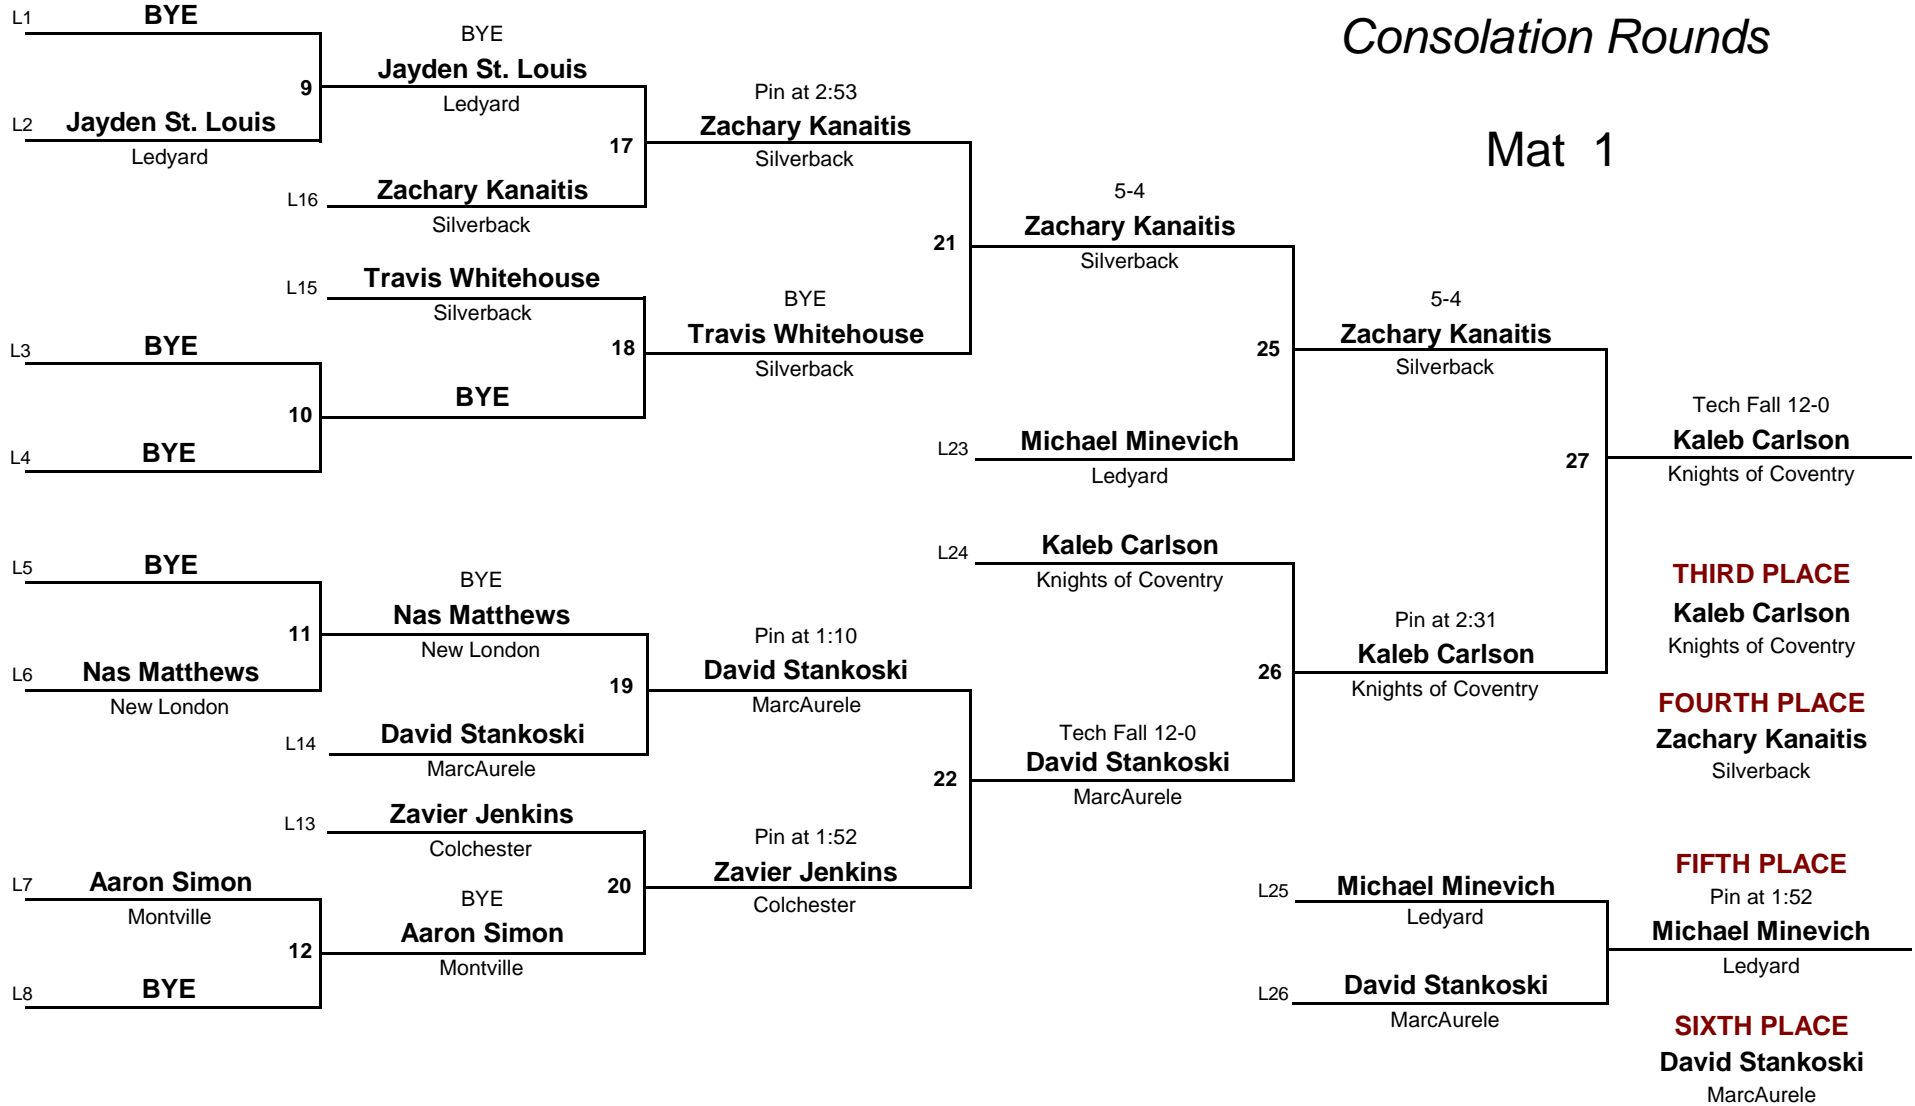 Consolation Rounds
Mat 1
L1 BYE
9
L2 Jayden St. Louis
Ledyard
L3 BYE
10
L4 BYE
L5 BYE
11
L6 Nas Matthews
New London
L7 Aaron Simon
Montville
12
L8 BYE
BYE
Jayden St. Louis
Ledyard
17
L16 Zachary Kanaitis
Silverback
L15 Travis Whitehouse
Silverback
18
BYE
BYE
Nas Matthews
New London
19
L14 David Stankoski
MarcAurele
L13 Zavier Jenkins
Colchester
20
BYE
Aaron Simon
Montville
Pin at 2:53
Zachary Kanaitis
Silverback
21
BYE
Travis Whitehouse
Silverback
Pin at 1:10
David Stankoski
MarcAurele
22
Pin at 1:52
Zavier Jenkins
Colchester
5-4
Zachary Kanaitis
Silverback
25
L23 Michael Minevich
Ledyard
L24 Kaleb Carlson
Knights of Coventry
26
Tech Fall 12-0
David Stankoski
MarcAurele
5-4
Zachary Kanaitis
Silverback
27
Pin at 2:31
Kaleb Carlson
Knights of Coventry
L25 Michael Minevich
Ledyard
L26 David Stankoski
MarcAurele
Tech Fall 12-0
Kaleb Carlson
Knights of Coventry
THIRD PLACE
Kaleb Carlson
Knights of Coventry
FOURTH PLACE
Zachary Kanaitis
Silverback
FIFTH PLACE
Pin at 1:52
Michael Minevich
Ledyard
SIXTH PLACE
David Stankoski
MarcAurele